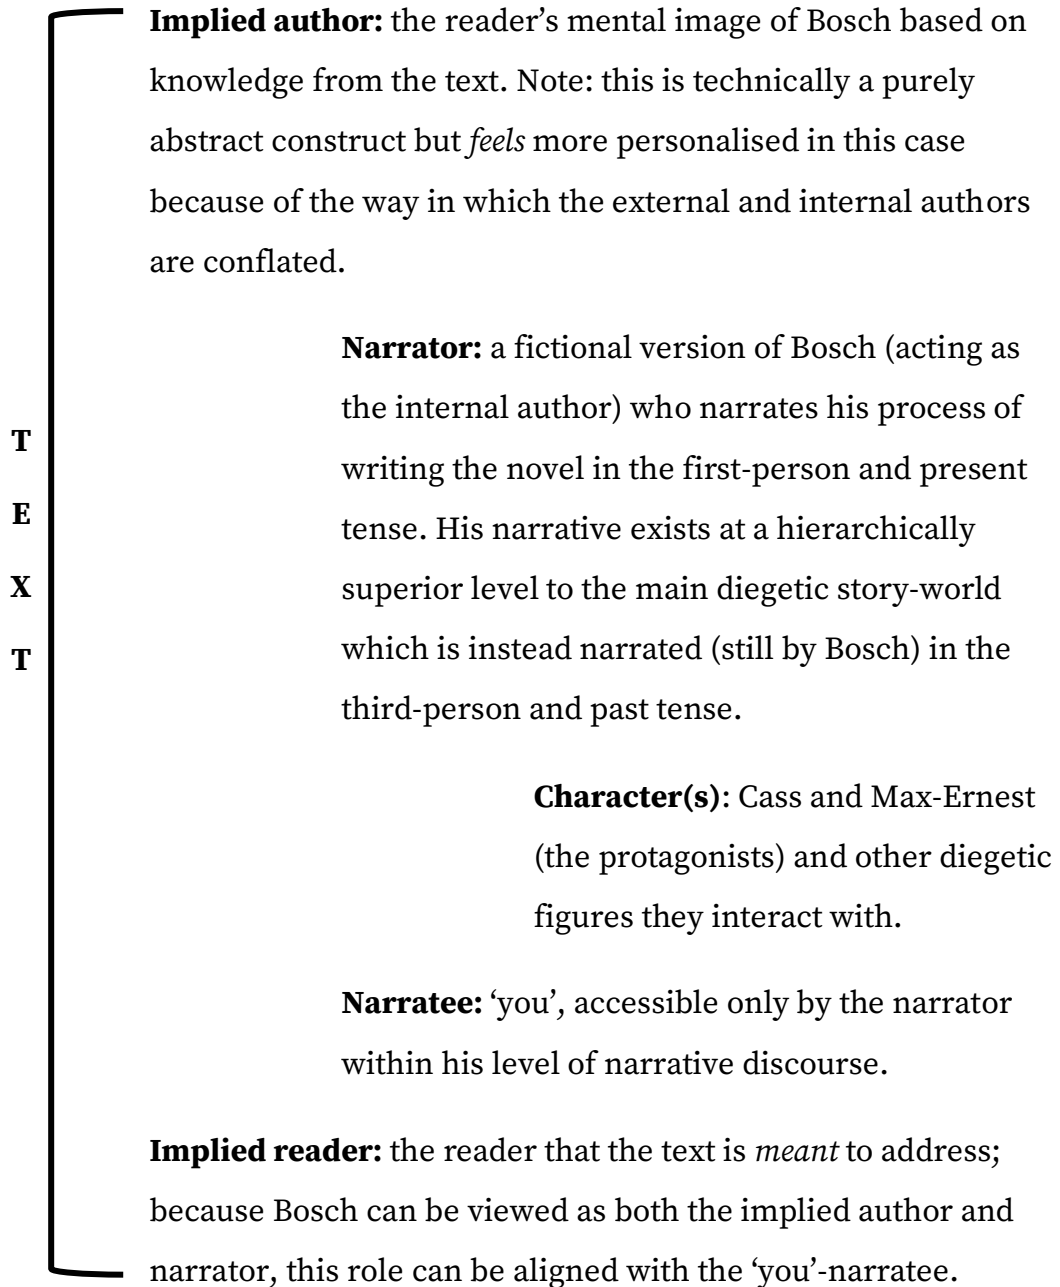 Implied author: the reader’s mental image of Bosch based on
knowledge from the text. Note: this is technically a purely
abstract construct but feels more personalised in this case
because of the way in which the external and internal authors
are conflated.
Narrator: a fictional version of Bosch (acting as
the internal author) who narrates his process of
writing the novel in the first-person and present
tense. His narrative exists at a hierarchically
superior level to the main diegetic story-world
which is instead narrated (still by Bosch) in the
third-person and past tense.
Character(s): Cass and Max-Ernest
(the protagonists) and other diegetic
figures they interact with.
Narratee: ‘you’, accessible only by the narrator
within his level of narrative discourse.
Implied reader: the reader that the text is meant to address;
because Bosch can be viewed as both the implied author and
narrator, this role can be aligned with the ‘you’-narratee.
T
E
X
T